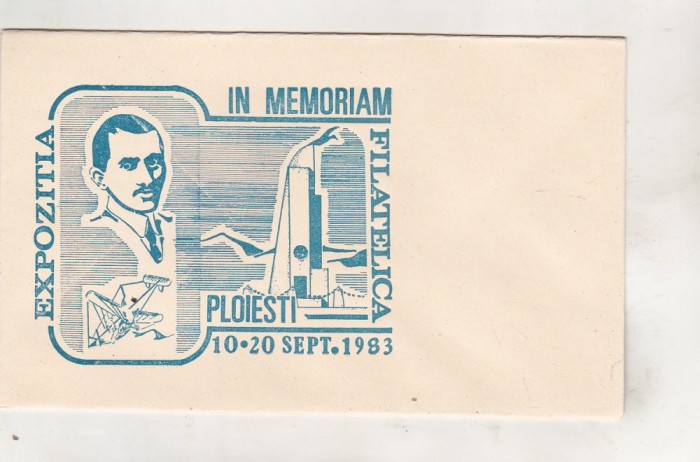 EXPOZITIA
IN MEMORIAM
FILATELICA
PLOIESTI
10•20 SEPT.1983